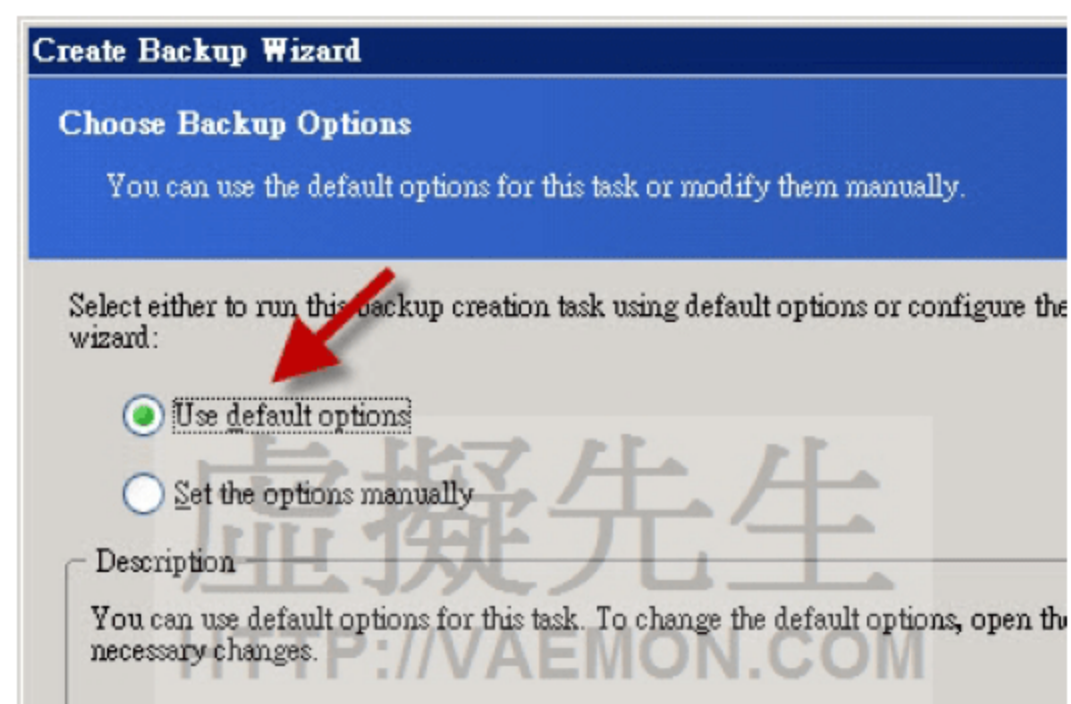 Create Backup Wizard
Choose Backup Options
You can use the default options for this task or modify them manually.
Select either to run this backup creation task using default options or configure the
wizard:
Use default options
Set the options manually
虛擬先生
Description
You can use default options for this task. To change the default options, open the
necessary changes.
HTTP://VAEMON.COM